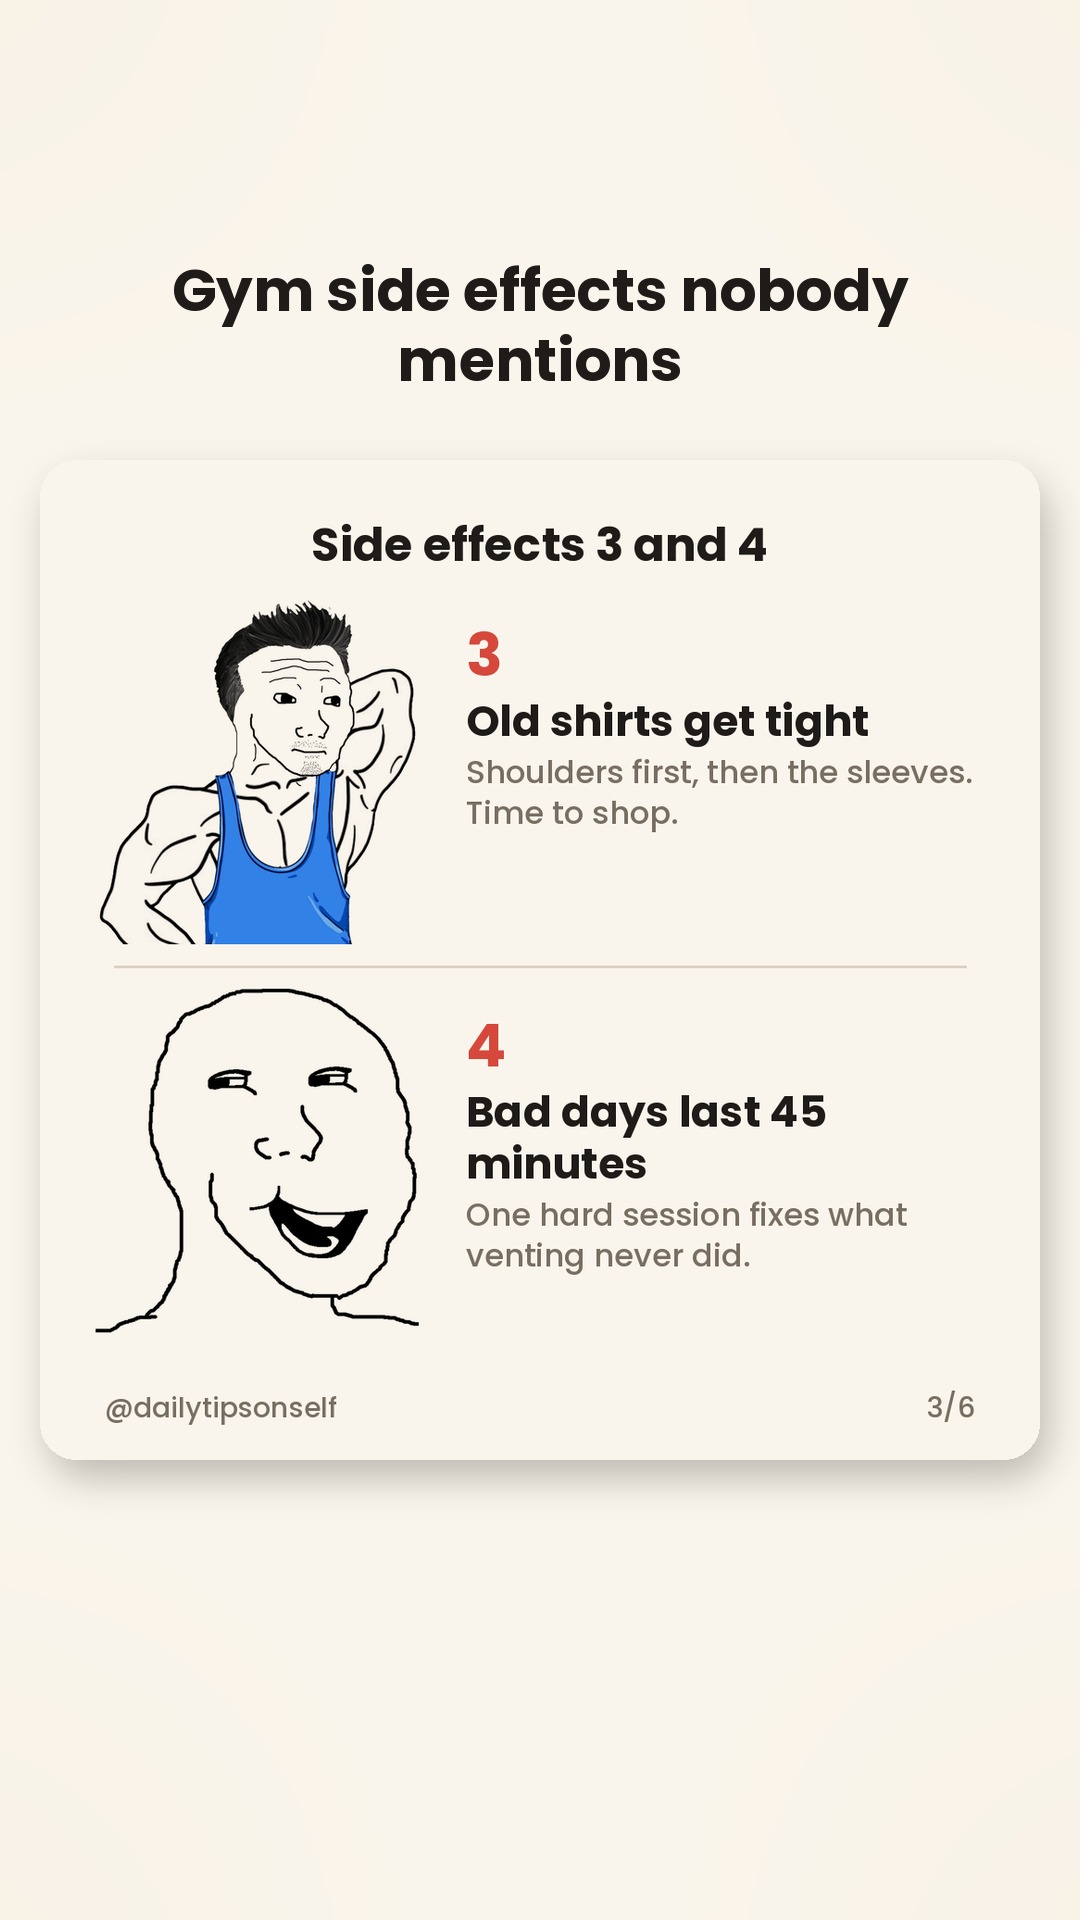 Gym side effects nobody
mentions
Side effects 3 and 4
3
Old shirts get tight
Shoulders first, then the sleeves.
Time to shop.
4
Bad days last 45
minutes
One hard session fixes what
venting never did.
@dailytipsonself
3/6